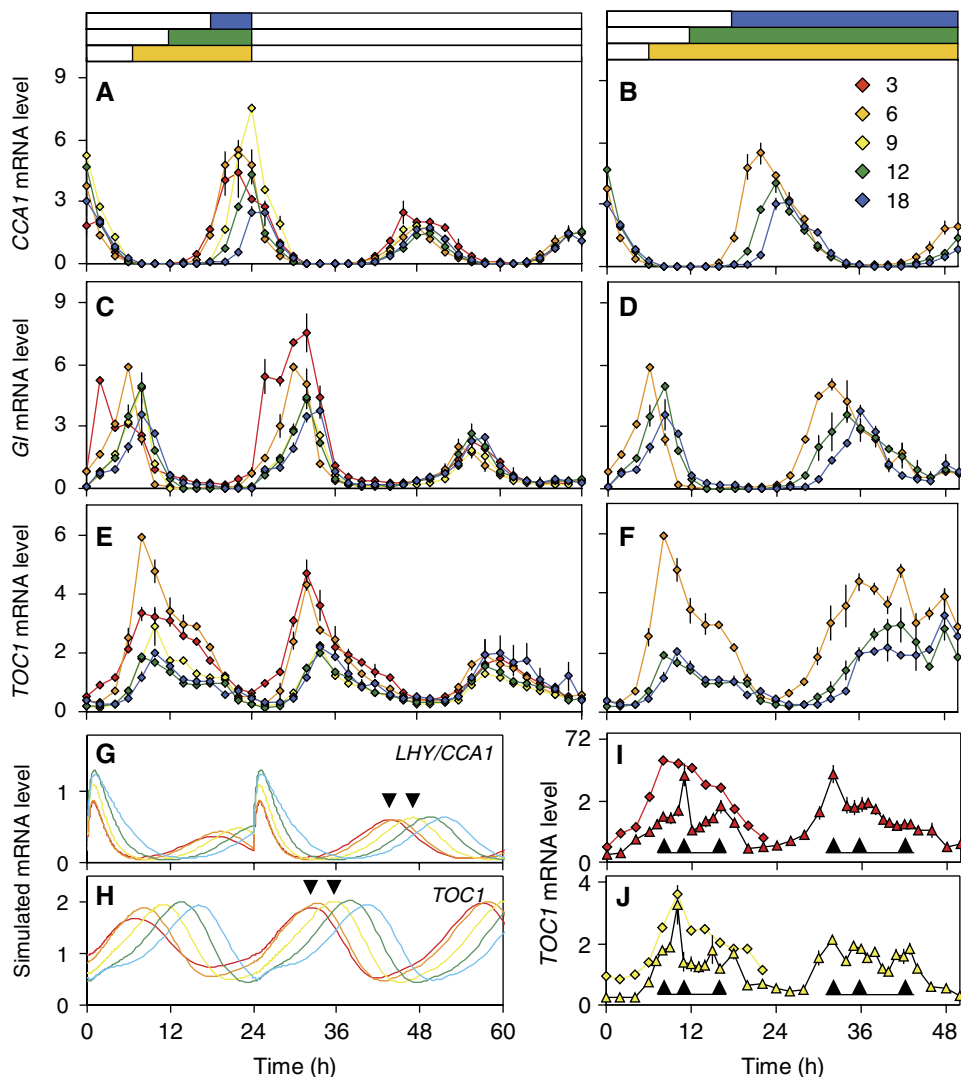 A
B
CCA1 mRNA level
9
6
3
0
3
6
9
12
18
C
D
GI mRNA level
9
6
3
0
E
F
TOC1 mRNA level
6
4
2
0
G
LHY/CCA1
I
Simulated mRNA level
1
0
72
2
0
H
TOC1
J
2
1
0
TOC1 mRNA level
4
2
0
0 12 24 36 48 60
0 12 24 36 48
Time (h)
Time (h)